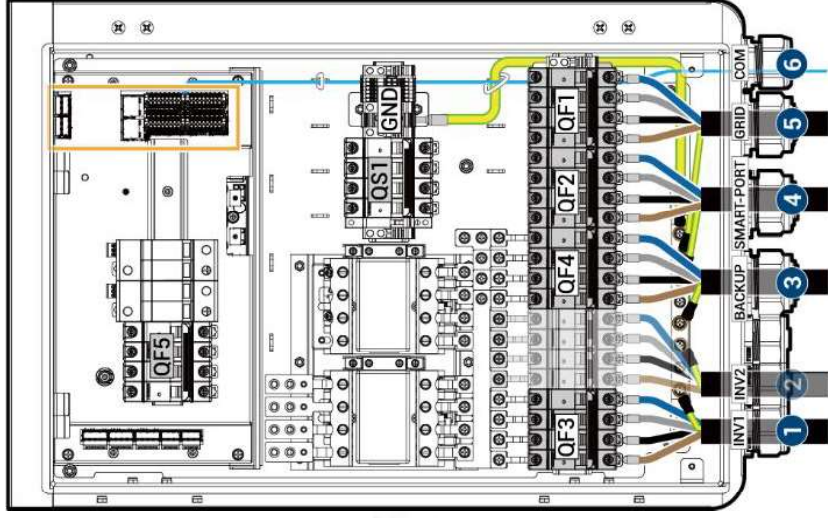 COM
6
GRID
5
SMART-PORT
4
BACKUP
3
INV2
2
INV1
1
GND
QS1
QF1
QF2
QF4
QF3
QF5